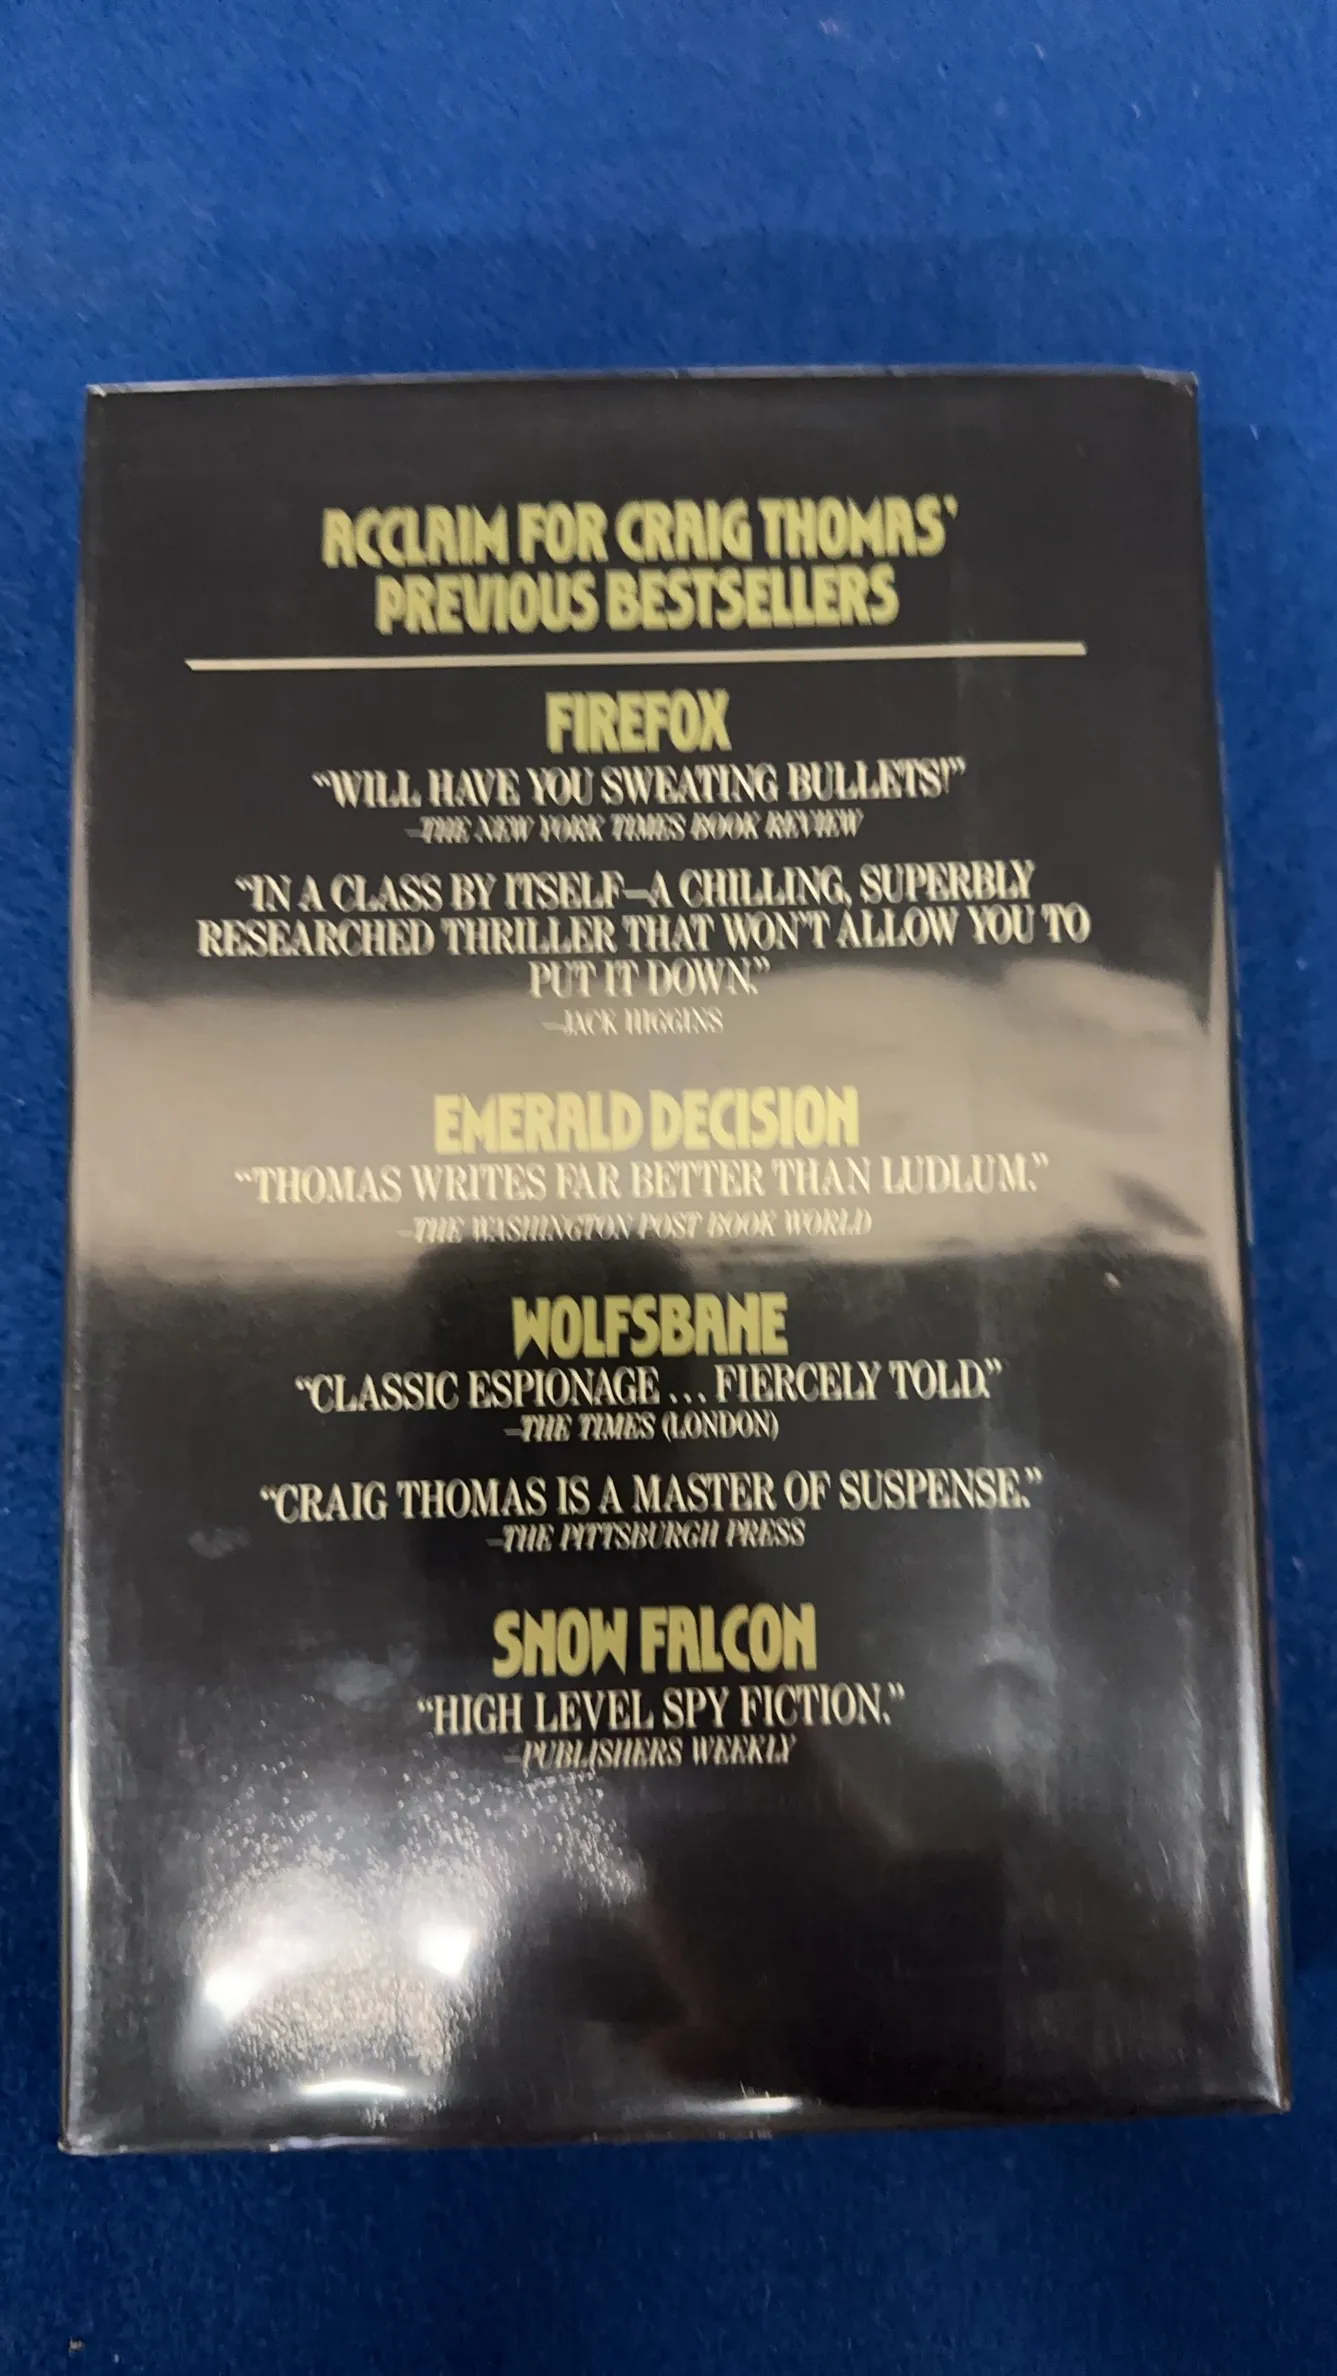 ACCLAIM FOR CRAIG THOMAS'
PREVIOUS BESTSELLERS
FIREFOX
“WILL HAVE YOU SWEATING BULLETS!”
—THE NEW YORK TIMES BOOK REVIEW
“IN A CLASS BY ITSELF—A CHILLING, SUPERBLY
RESEARCHED THRILLER THAT WON'T ALLOW YOU TO
PUT IT DOWN.”
—JACK HIGGINS
EMERALD DECISION
“THOMAS WRITES FAR BETTER THAN LUDLUM.”
—THE WASHINGTON POST BOOK WORLD
WOLFSBANE
“CLASSIC ESPIONAGE ... FIERCELY TOLD.”
—THE TIMES (LONDON)
“CRAIG THOMAS IS A MASTER OF SUSPENSE.”
—THE PITTSBURGH PRESS
SNOW FALCON
“HIGH LEVEL SPY FICTION.”
—PUBLISHERS WEEKLY